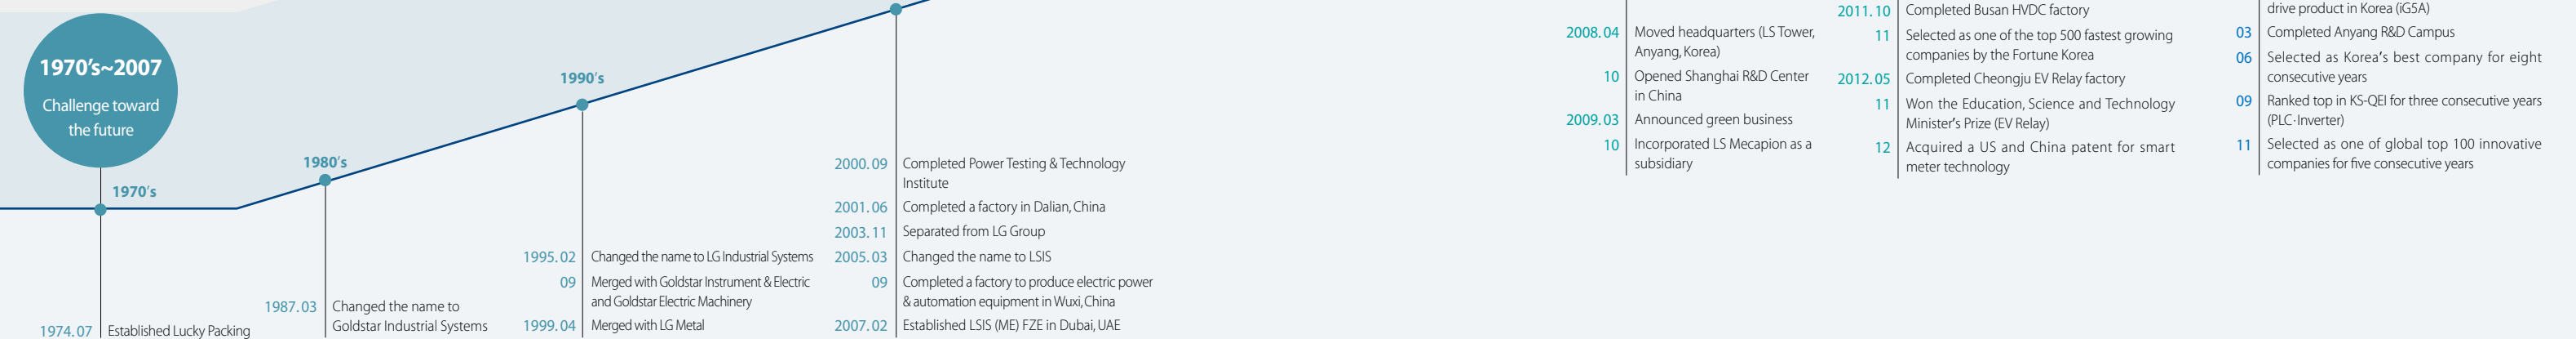 1970's~2007
Challenge toward
the future
1970's
1974. 07 Established Lucky Packing
1980's
1987. 03 Changed the name to
Goldstar Industrial Systems
1990's
1995. 02 Changed the name to LG Industrial Systems
09 Merged with Goldstar Instrument & Electric
and Goldstar Electric Machinery
1999. 04 Merged with LG Metal
2000. 09 Completed Power Testing & Technology
Institute
2001. 06 Completed a factory in Dalian, China
2003. 11 Separated from LG Group
2005. 03 Changed the name to LSIS
09 Completed a factory to produce electric power
& automation equipment in Wuxi, China
2007. 02 Established LSIS (ME) FZE in Dubai, UAE
2008. 04 Moved headquarters (LS Tower,
Anyang, Korea)
10 Opened Shanghai R&D Center
in China
2009. 03 Announced green business
10 Incorporated LS Mecapion as a
subsidiary
2011. 10 Completed Busan HVDC factory
11 Selected as one of the top 500 fastest growing
companies by the Fortune Korea
2012. 05 Completed Cheongju EV Relay factory
11 Won the Education, Science and Technology
Minister's Prize (EV Relay)
12 Acquired a US and China patent for smart
meter technology
drive product in Korea (iG5A)
03 Completed Anyang R&D Campus
06 Selected as Korea's best company for eight
consecutive years
09 Ranked top in KS-QEI for three consecutive years
(PLC·Inverter)
11 Selected as one of global top 100 innovative
companies for five consecutive years